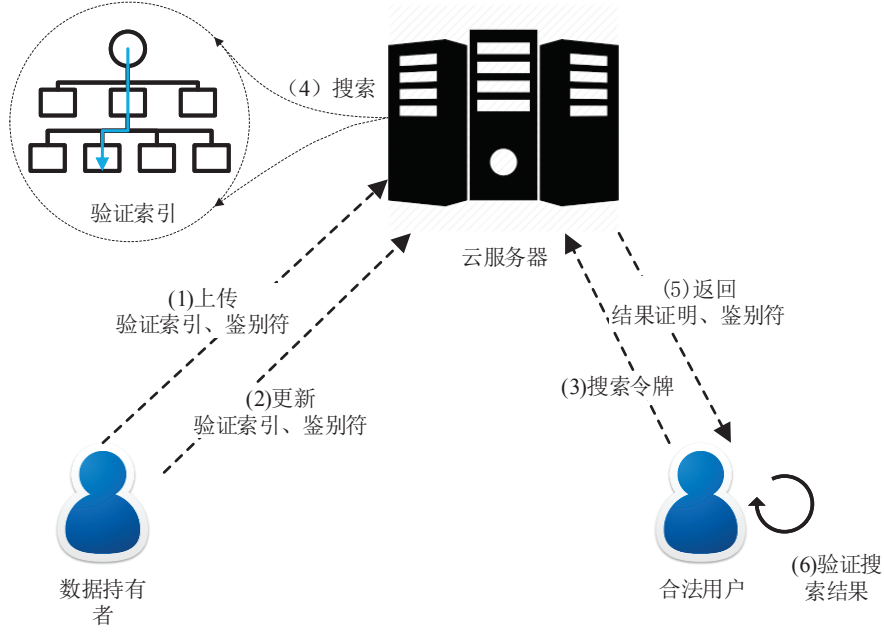 (4）搜索
验证索引
云服务器
(1)上传
验证索引、鉴别符
(5）返回
结果证明、鉴别符
(2)更新
验证索引、鉴别符
(3)搜索令牌
数据持有
者
合法用户
(6)验证搜
索结果